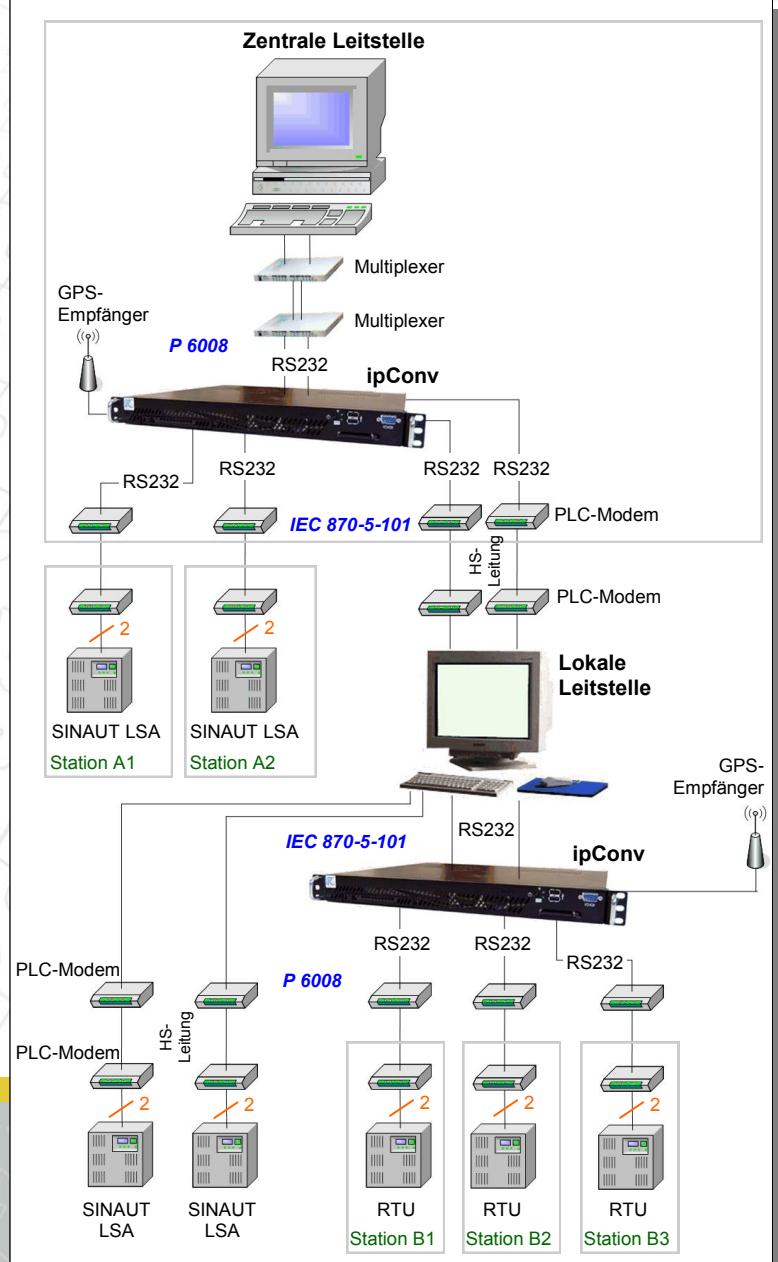 Zentrale Leitstelle
Multiplexer
GPS-
Empfänger
Multiplexer
P 6008
RS232
ipConv
RS232
RS232
RS232
RS232
IEC 870-5-101
PLC-Modem
HS-
Leitung
PLC-Modem
2
2
Lokale
Leitstelle
SINAUT LSA
SINAUT LSA
Station A1
Station A2
GPS-
Empfänger
RS232
IEC 870-5-101
ipConv
RS232
RS232
RS232
PLC-Modem
P 6008
HS-
Leitung
PLC-Modem
2
2
2
2
2
SINAUT
LSA
SINAUT
LSA
RTU
RTU
RTU
Station B1
Station B2
Station B3